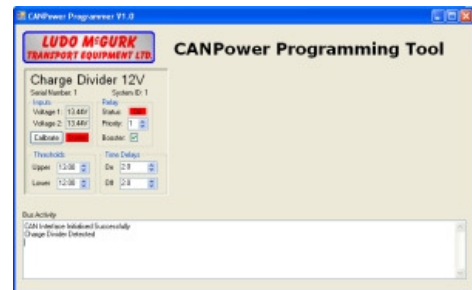 CANPower Programmer V1.0
LUDO McGURK
TRANSPORT EQUIPMENT LTD.
CANPower Programming Tool
Charge Divider 12V
Serial Number: 1 System ID: 1
Inputs
Relay
Voltage 1: 13.44V
Status:
Voltage 2: 13.44V
Priority: 1
Calibrate
Booster:
Thresholds
Time Delays
Upper 13.00
On 2.0
Lower 12.00
Off 2.0
Bus Activity
CAN Interface Initialised Successfully
Charge Divider Detected